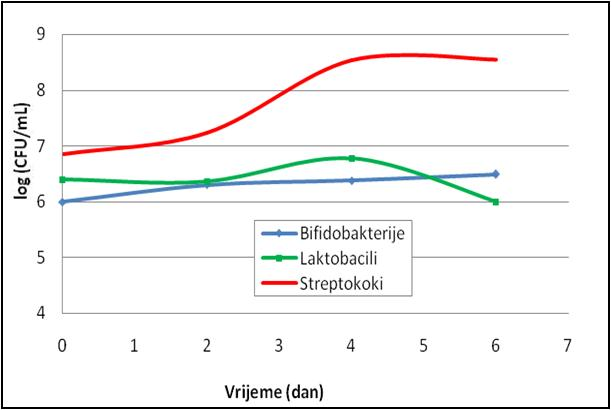 9
8
7
6
5
4
log (CFU/mL)
Bifidobakterije
Laktobacili
Streptokoki
0 1 2 3 4 5 6 7
Vrijeme (dan)